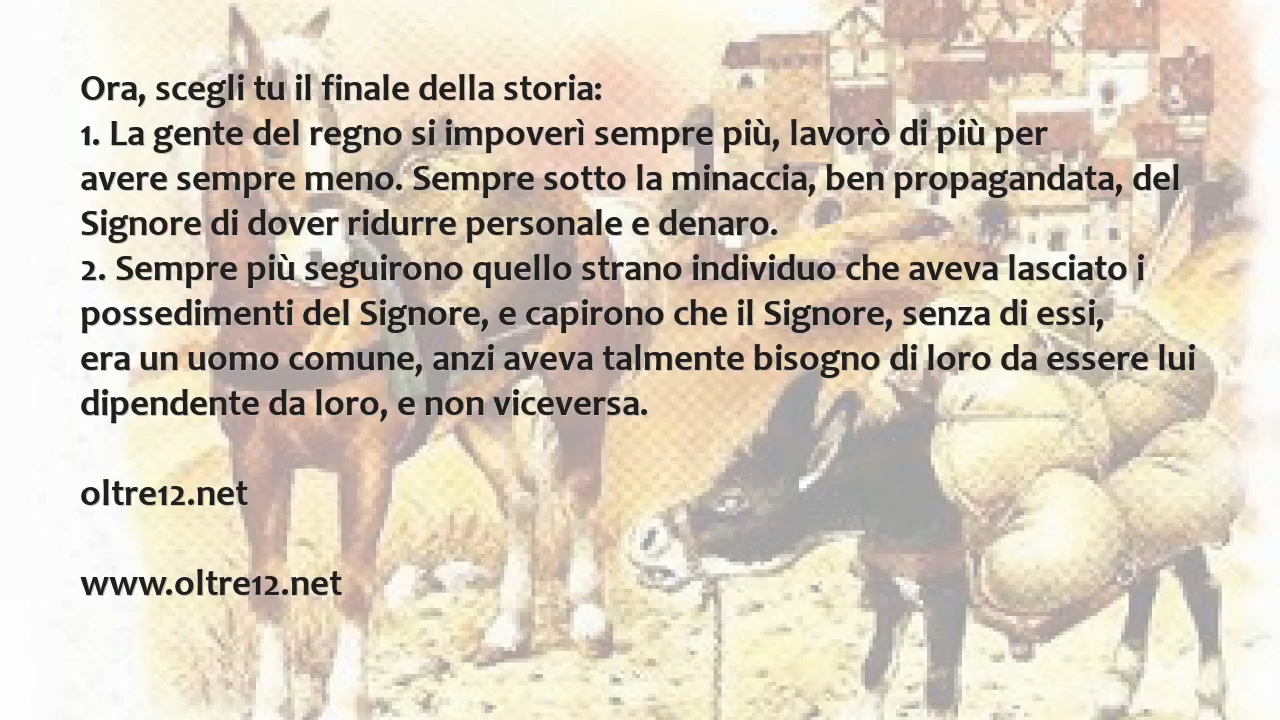 Ora, scegli tu il finale della storia:
1. La gente del regno si impoverì sempre più, lavorò di più per
avere sempre meno. Sempre sotto la minaccia, ben propagandata, del
Signore di dover ridurre personale e denaro.
2. Sempre più seguirono quello strano individuo che aveva lasciato i
possedimenti del Signore, e capirono che il Signore, senza di essi,
era un uomo comune, anzi aveva talmente bisogno di loro da essere lui
dipendente da loro, e non viceversa.
oltre12.net
www.oltre12.net